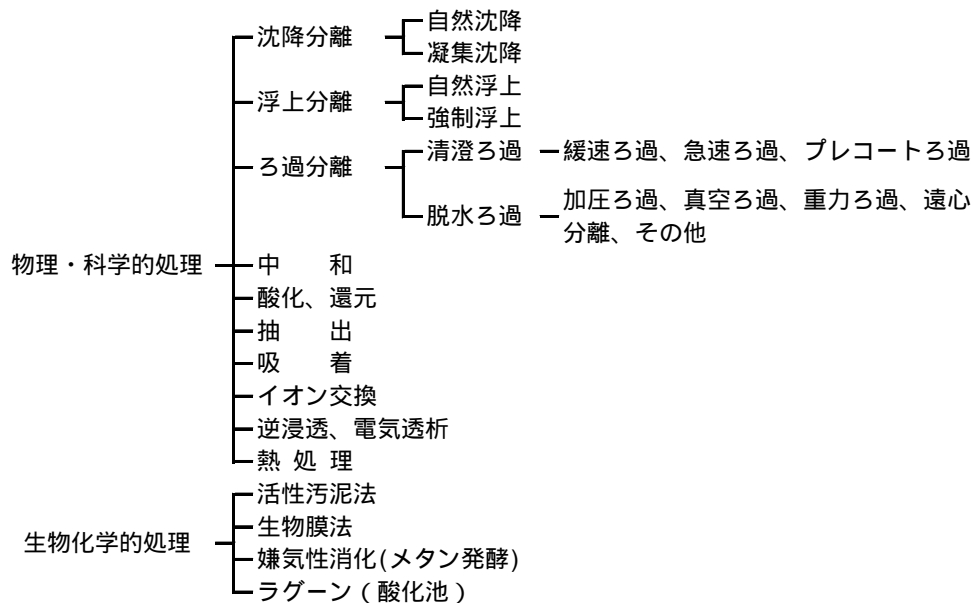 沈降分離
自然沈降
凝集沈降
浮上分離
自然浮上
強制浮上
ろ過分離
清澄ろ過
緩速ろ過、急速ろ過、プレコートろ過
脱水ろ過
加圧ろ過、真空ろ過、重力ろ過、遠心
分離、その他
物理・科学的処理
中　　和
酸化、還元
抽　　出
吸　　着
イオン交換
逆浸透、電気透析
熱 処 理
生物化学的処理
活性汚泥法
生物膜法
嫌気性消化(メタン発酵)
ラグーン（酸化池）